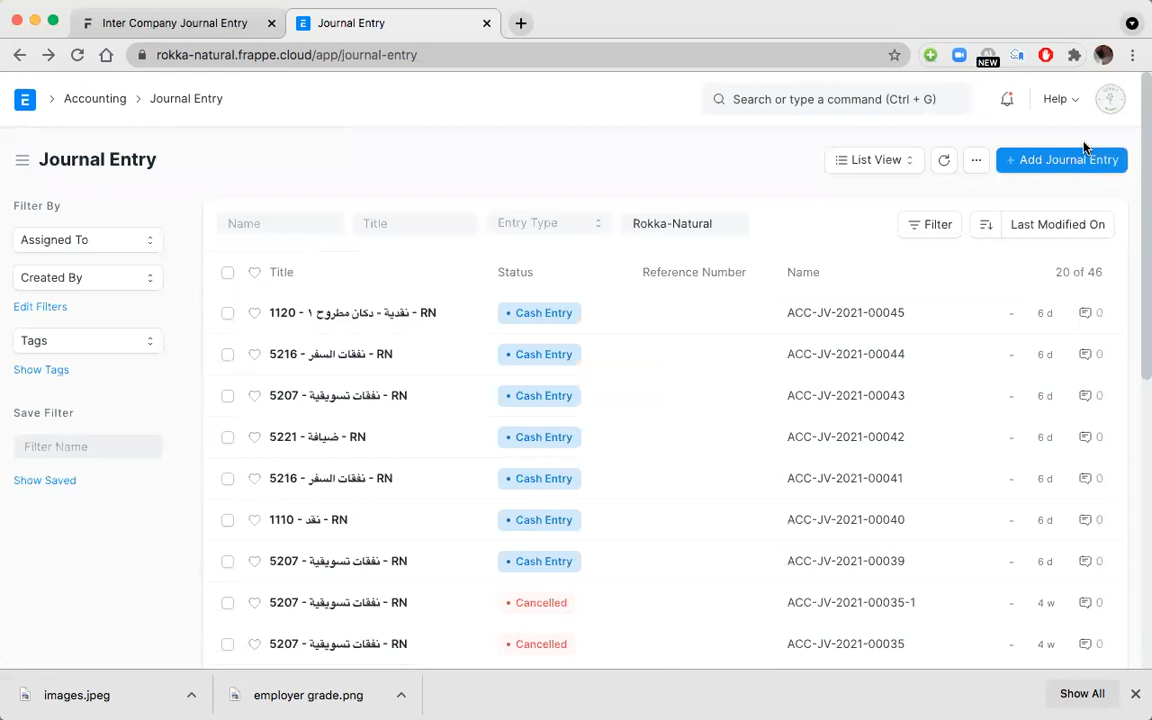 Inter Company Journal Entry
Journal Entry
rokka-natural.frappe.cloud/app/journal-entry
NEW
E
Accounting
Journal Entry
Search or type a command (Ctrl + G)
Help
Journal Entry
List View
+ Add Journal Entry
Filter By
Assigned To
Created By
Edit Filters
Tags
Show Tags
Save Filter
Filter Name
Show Saved
Name
Title
Entry Type
Rokka-Natural
Filter
Last Modified On
Title
Status
Reference Number
Name
20 of 46
1120 - نقدية - دكان مطروح ١ - RN
Cash Entry
ACC-JV-2021-00045
-
6 d
0
5216 - نفقات السفر - RN
Cash Entry
ACC-JV-2021-00044
-
6 d
0
5207 - نفقات تسويقية - RN
Cash Entry
ACC-JV-2021-00043
-
6 d
0
5221 - ضيافة - RN
Cash Entry
ACC-JV-2021-00042
-
6 d
0
5216 - نفقات السفر - RN
Cash Entry
ACC-JV-2021-00041
-
6 d
0
1110 - نقد - RN
Cash Entry
ACC-JV-2021-00040
-
6 d
0
5207 - نفقات تسويقية - RN
Cash Entry
ACC-JV-2021-00039
-
6 d
0
5207 - نفقات تسويقية - RN
Cancelled
ACC-JV-2021-00035-1
-
4 w
0
5207 - نفقات تسويقية - RN
Cancelled
ACC-JV-2021-00035
-
4 w
0
images.jpeg
employer grade.png
Show All